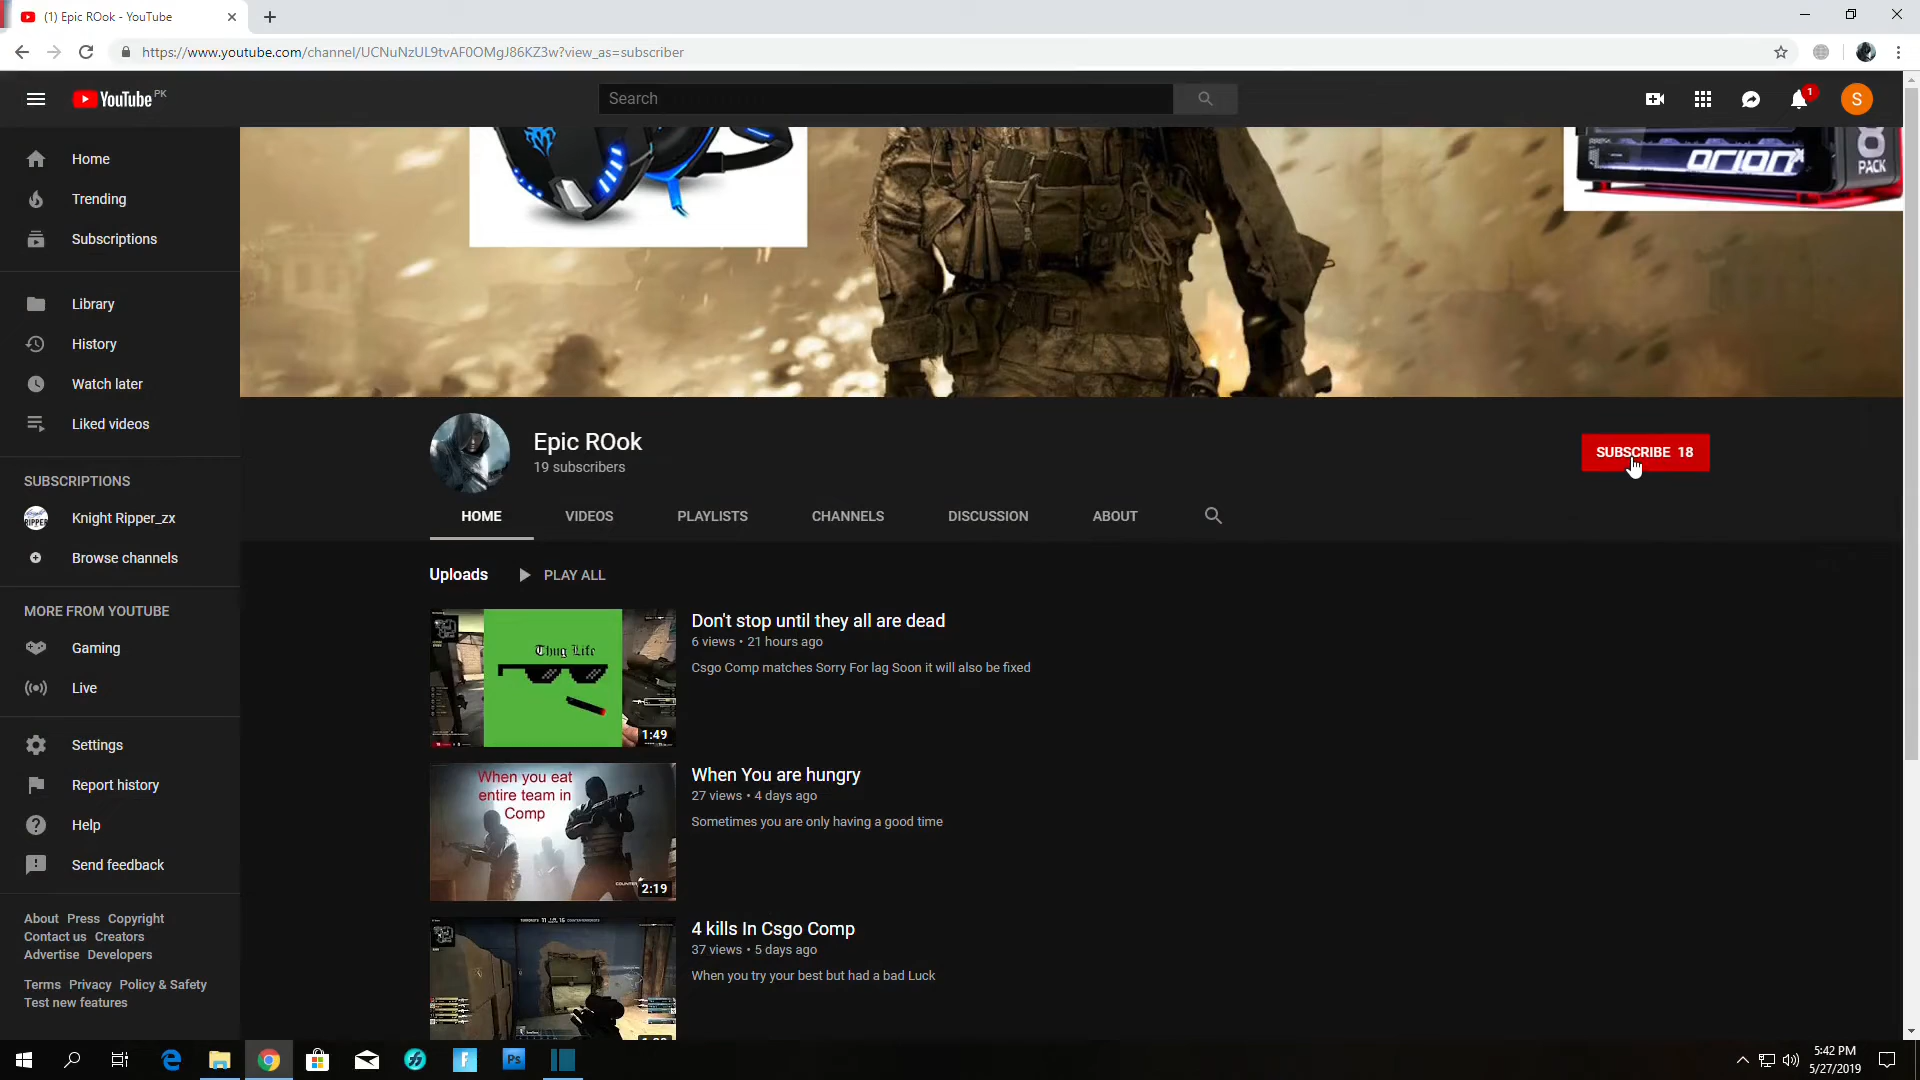 (1) Epic ROok - YouTube
https://www.youtube.com/channel/UCNuNzUL9tvAF0OMgJ86KZ3w?view_as=subscriber
YouTube PK
Search
1
S
Home
Trending
Subscriptions
Library
History
Watch later
Liked videos
SUBSCRIPTIONS
Knight Ripper_zx
Browse channels
MORE FROM YOUTUBE
Gaming
Live
Settings
Report history
Help
Send feedback
About Press Copyright
Contact us Creators
Advertise Developers
Terms Privacy Policy & Safety
Test new features
orion
8
PACK
Epic ROok
19 subscribers
SUBSCRIBE 18
HOME VIDEOS PLAYLISTS CHANNELS DISCUSSION ABOUT
Uploads PLAY ALL
Thug Life
1:49
Don't stop until they all are dead
6 views • 21 hours ago
Csgo Comp matches Sorry For lag Soon it will also be fixed
When you eat
entire team in
Comp
2:19
When You are hungry
27 views • 4 days ago
Sometimes you are only having a good time
4 kills In Csgo Comp
37 views • 5 days ago
When you try your best but had a bad Luck
Ps
5:42 PM
5/27/2019